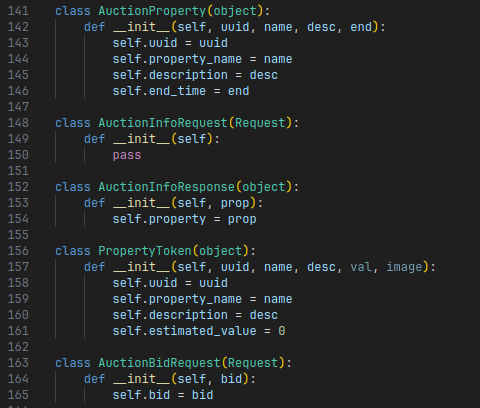 141 class AuctionProperty(object):
142     def __init__(self, uuid, name, desc, end):
143         self.uuid = uuid
144         self.property_name = name
145         self.description = desc
146         self.end_time = end
147
148 class AuctionInfoRequest(Request):
149     def __init__(self):
150         pass
151
152 class AuctionInfoResponse(object):
153     def __init__(self, prop):
154         self.property = prop
155
156 class PropertyToken(object):
157     def __init__(self, uuid, name, desc, val, image):
158         self.uuid = uuid
159         self.property_name = name
160         self.description = desc
161         self.estimated_value = 0
162
163 class AuctionBidRequest(Request):
164     def __init__(self, bid):
165         self.bid = bid